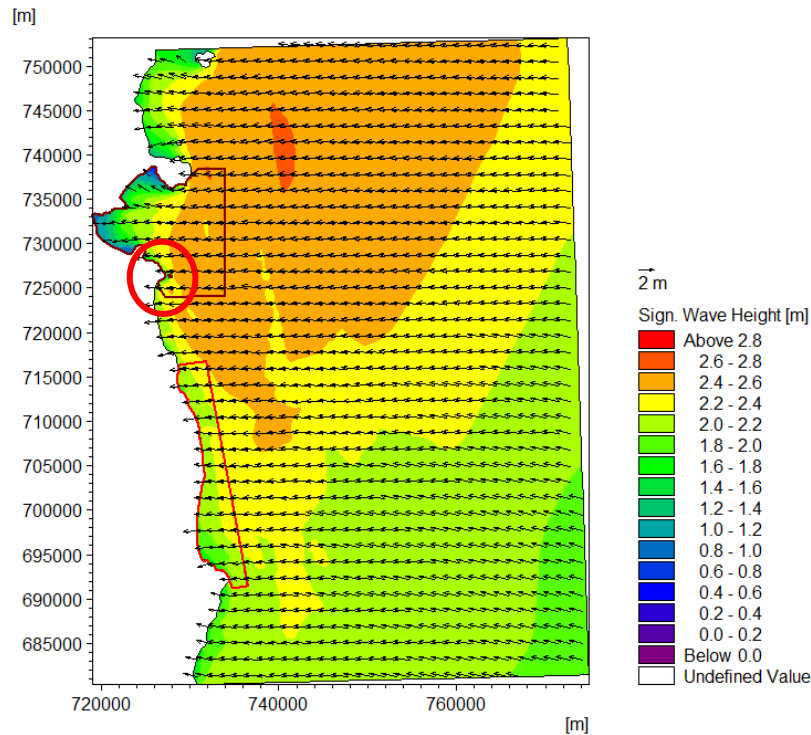 [m]
750000
745000
740000
735000
730000
725000
720000
715000
710000
705000
700000
695000
690000
685000
720000
740000
760000
[m]
2 m
Sign. Wave Height [m]
Above 2.8
2.6 - 2.8
2.4 - 2.6
2.2 - 2.4
2.0 - 2.2
1.8 - 2.0
1.6 - 1.8
1.4 - 1.6
1.2 - 1.4
1.0 - 1.2
0.8 - 1.0
0.6 - 0.8
0.4 - 0.6
0.2 - 0.4
0.0 - 0.2
Below 0.0
Undefined Value